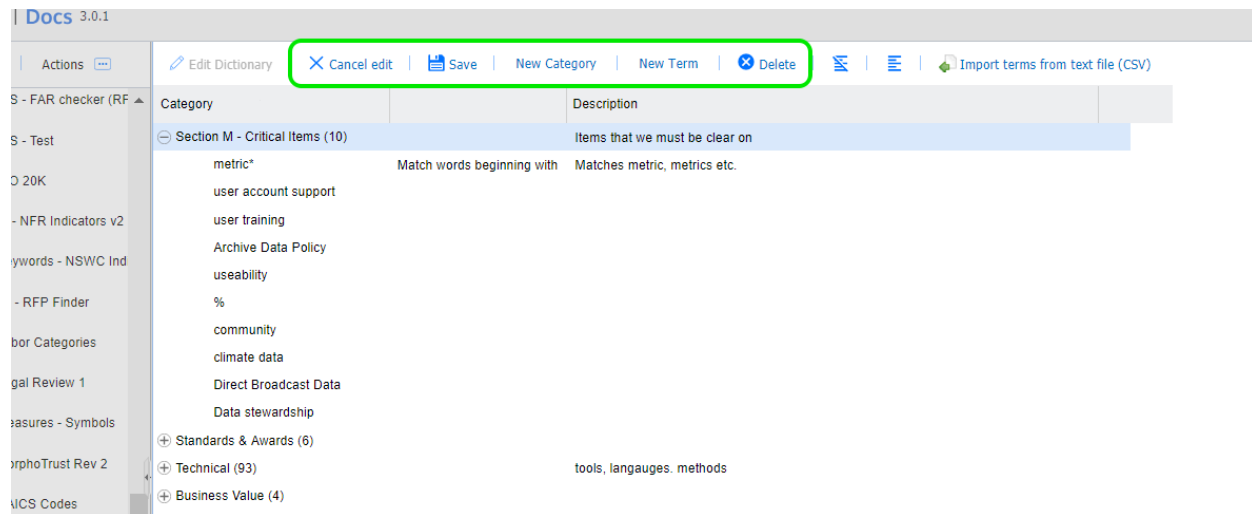 | Docs 3.0.1
Actions
Edit Dictionary
Cancel edit | Save | New Category | New Term | Delete
Import terms from text file (CSV)
S - FAR checker (RF
S - Test
O 20K
- NFR Indicators v2
ywords - NSWC Ind
- RFP Finder
bor Categories
gal Review 1
easures - Symbols
orphoTrust Rev 2
AICS Codes
Category Description
Section M - Critical Items (10) Items that we must be clear on
metric* Match words beginning with Matches metric, metrics etc.
user account support
user training
Archive Data Policy
useability
%
community
climate data
Direct Broadcast Data
Data stewardship
Standards & Awards (6)
Technical (93) tools, langauges. methods
Business Value (4)